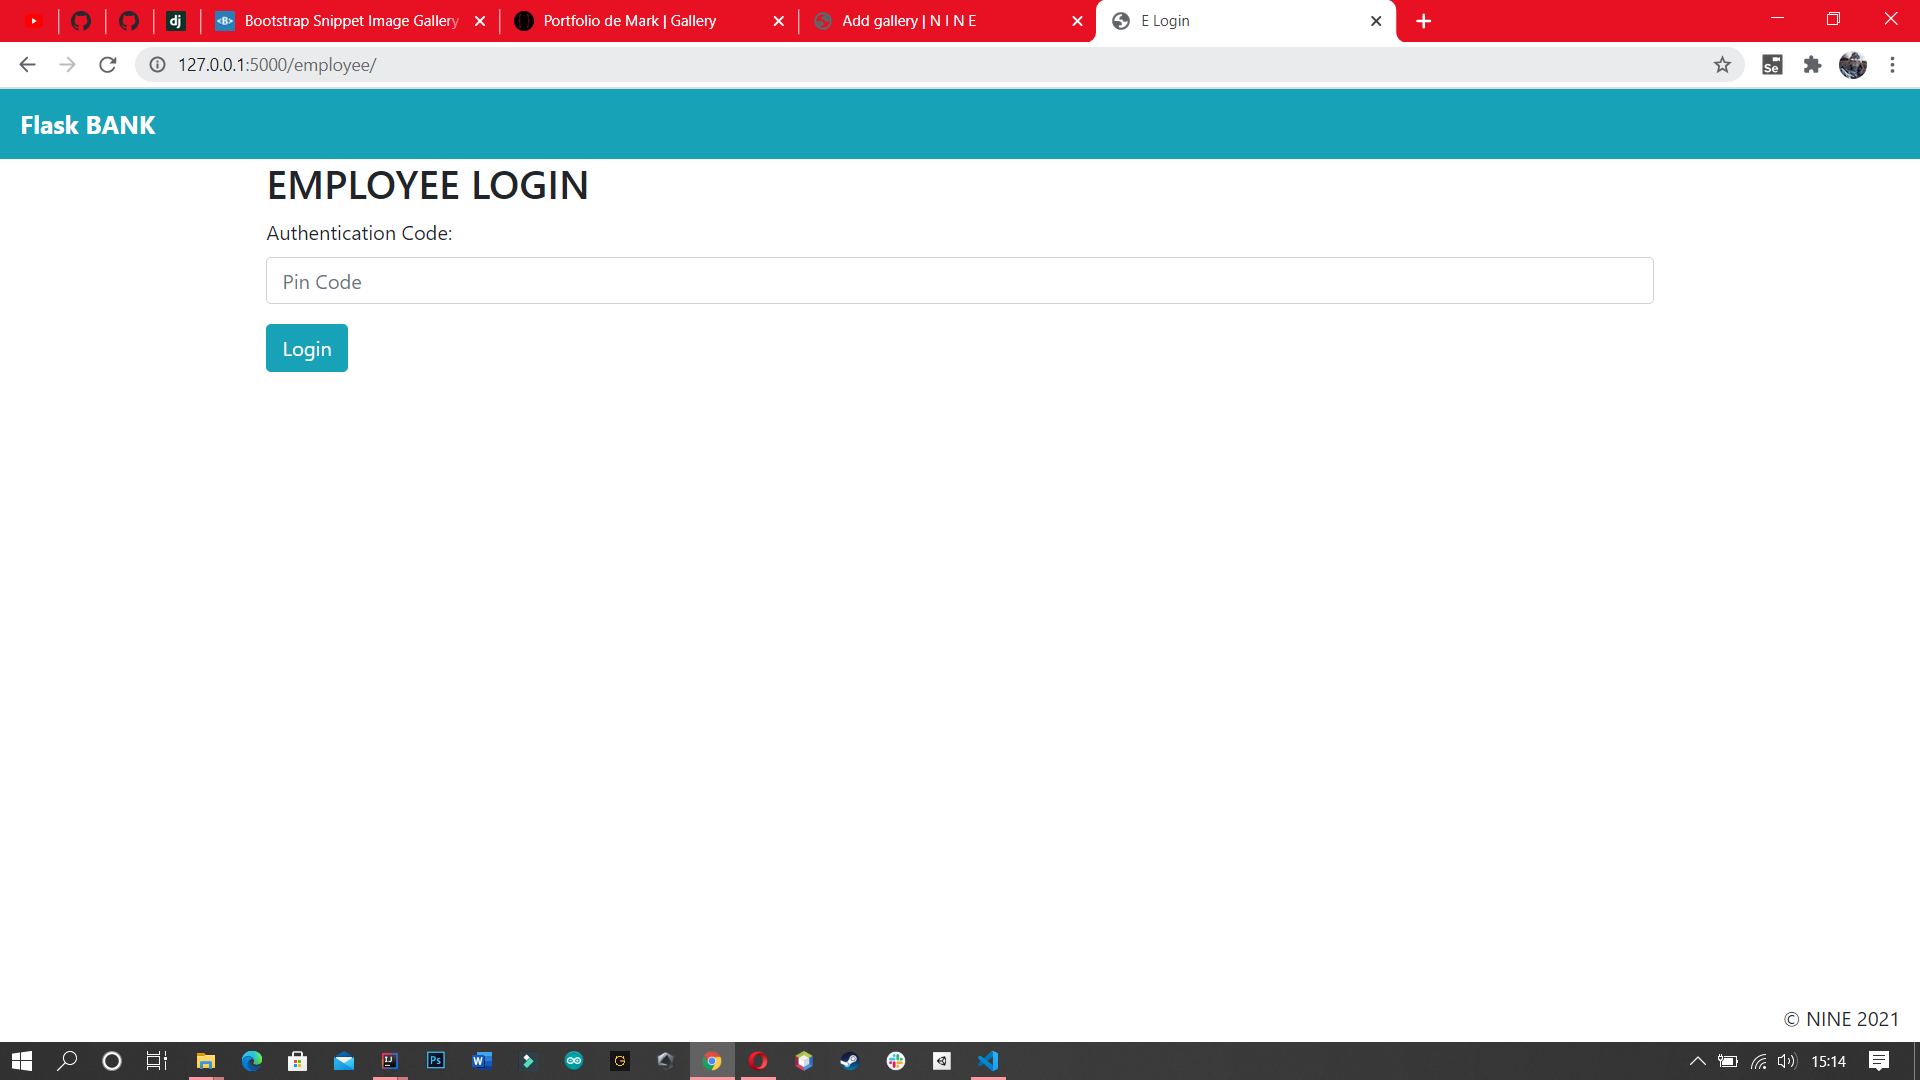 Bootstrap Snippet Image Gallery
Portfolio de Mark | Gallery
Add gallery | N I N E
E Login
127.0.0.1:5000/employee/
Flask BANK
EMPLOYEE LOGIN
Authentication Code:
Pin Code
Login
© NINE 2021
15:14